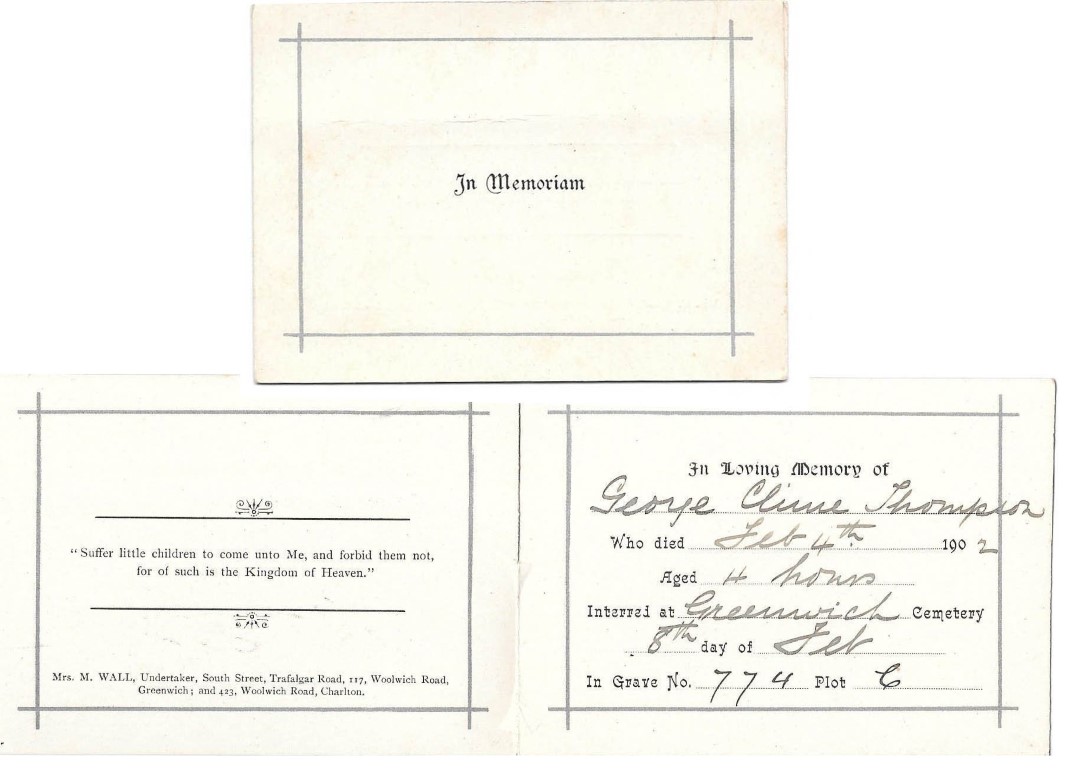 In Memoriam
“Suffer little children to come unto Me, and forbid them not,
for of such is the Kingdom of Heaven.”
Mrs. M. WALL, Undertaker, South Street, Trafalgar Road, 117, Woolwich Road,
Greenwich; and 423, Woolwich Road, Charlton.
In Loving Memory of
George Thompson
Who died Feb 4th 1902
Aged 4 hours
Interred at Greenwich Cemetery
8th day of Feb
In Grave No. 774 Plot C